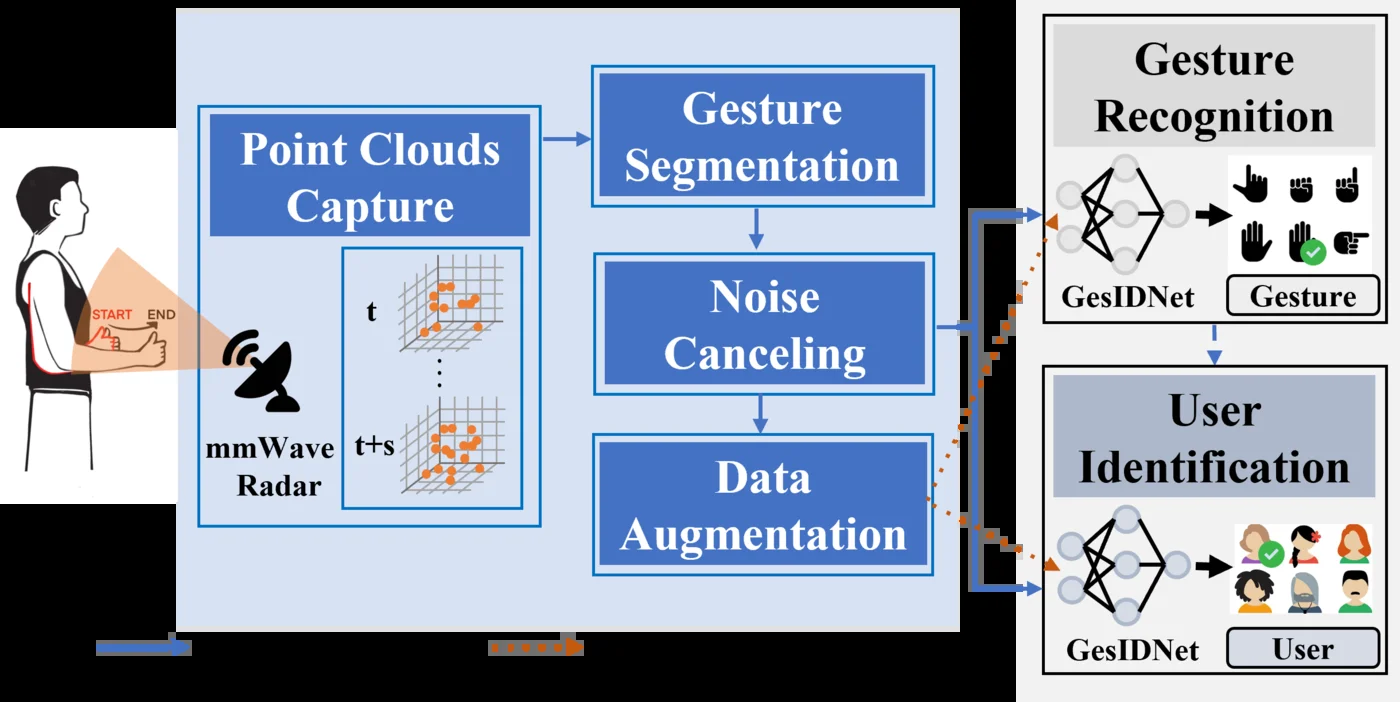 START
END
Point Clouds
Capture
t
t+s
mmWave
Radar
Gesture
Segmentation
Noise
Canceling
Data
Augmentation
Gesture
Recognition
GesIDNet
Gesture
User
Identification
GesIDNet
User